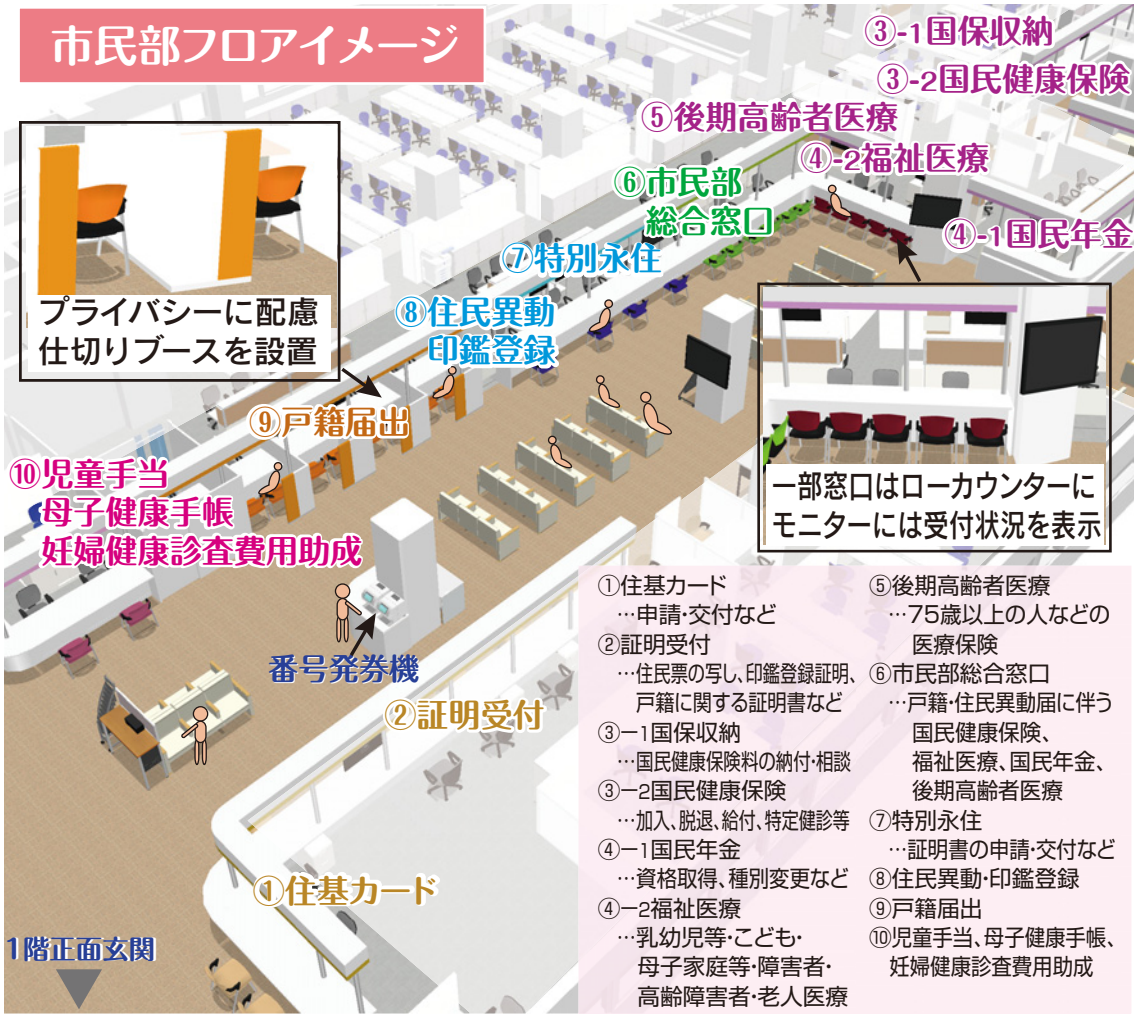 市民部フロアイメージ
③-1国保収納
③-2国民健康保険
⑤後期高齢者医療
④-2福祉医療
⑥市民部
総合窓口
④-1国民年金
⑦特別永住
⑧住民異動
印鑑登録
プライバシーに配慮
仕切りブースを設置
⑨戸籍届出
⑩児童手当
母子健康手帳
妊婦健康診査費用助成
一部窓口はローカウンターに
モニターには受付状況を表示
番号発券機
②証明受付
①住基カード
1階正面玄関
①住基カード
…申請・交付など
②証明受付
…住民票の写し、印鑑登録証明、
戸籍に関する証明書など
③−1国保収納
…国民健康保険料の納付・相談
③−2国民健康保険
…加入、脱退、給付、特定健診等
④−1国民年金
…資格取得、種別変更など
④−2福祉医療
…乳幼児等・こども・
母子家庭等・障害者・
高齢障害者・老人医療
⑤後期高齢者医療
…75歳以上の人などの
医療保険
⑥市民部総合窓口
…戸籍・住民異動届に伴う
国民健康保険、
福祉医療、国民年金、
後期高齢者医療
⑦特別永住
…証明書の申請・交付など
⑧住民異動・印鑑登録
⑨戸籍届出
⑩児童手当、母子健康手帳、
妊婦健康診査費用助成